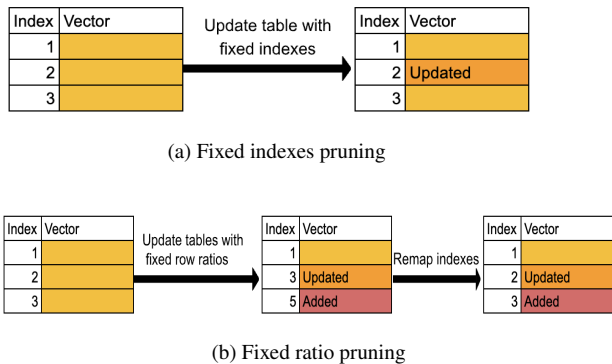 Index Vector
1
2
3
Update table with
fixed indexes
Index Vector
1
2 Updated
3
(a) Fixed indexes pruning
Index Vector
1
2
3
Update tables with
fixed row ratios
Index Vector
1
3 Updated
5 Added
Remap indexes
Index Vector
1
2 Updated
3 Added
(b) Fixed ratio pruning